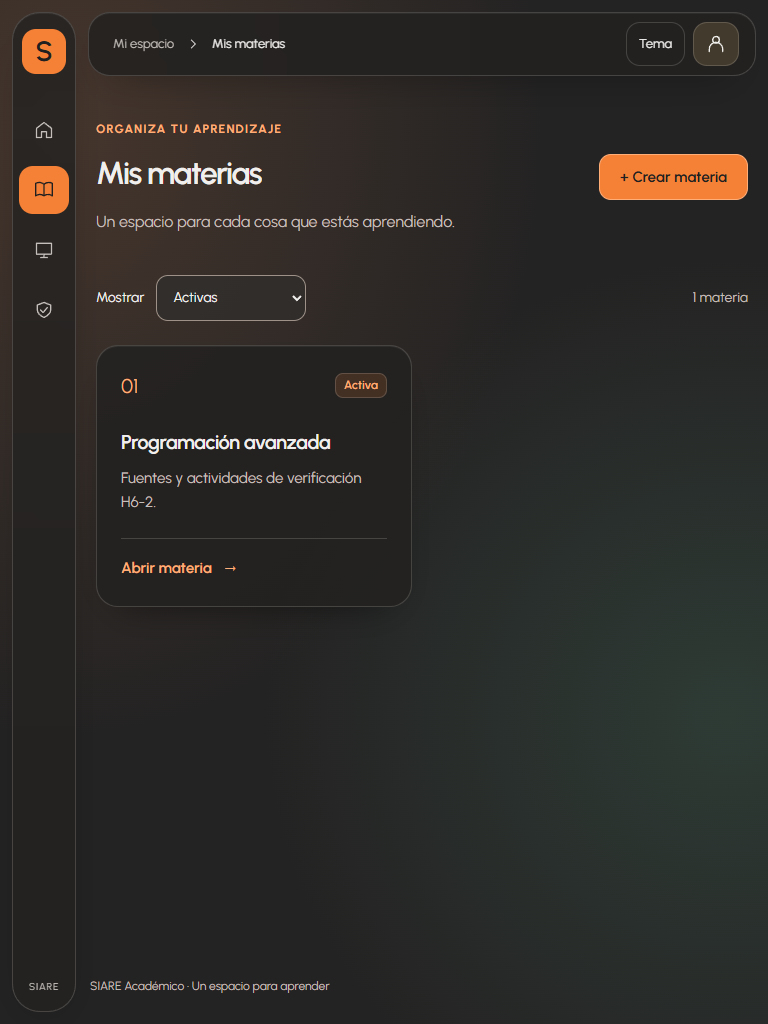 S
Mi espacio > Mis materias
Tema
ORGANIZA TU APRENDIZAJE
Mis materias
+ Crear materia
Un espacio para cada cosa que estás aprendiendo.
Mostrar
Activas
1 materia
01
Activa
Programación avanzada
Fuentes y actividades de verificación
H6-2.
Abrir materia →
SIARE
SIARE Académico · Un espacio para aprender